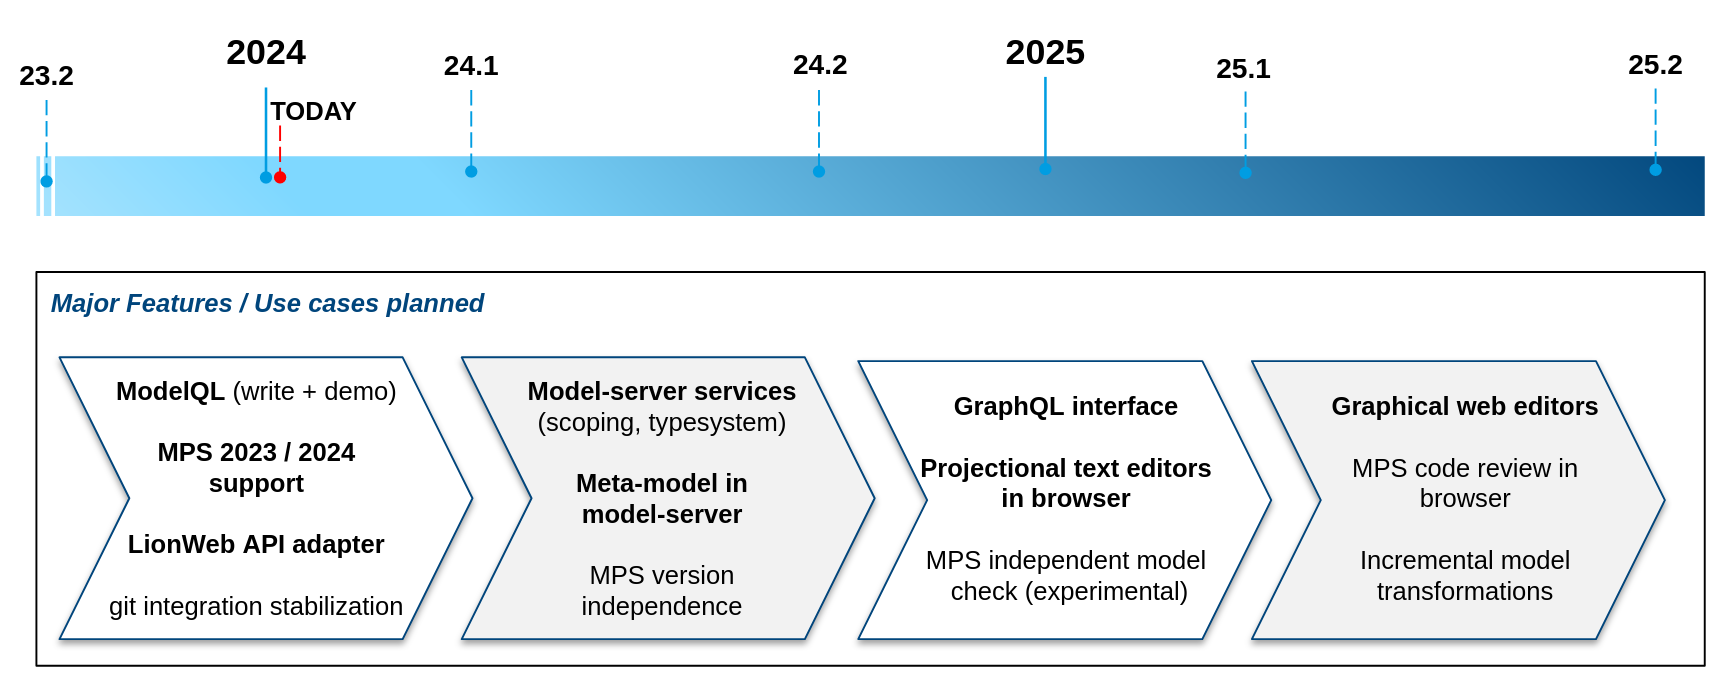 23.2
2024
TODAY
24.1
24.2
2025
25.1
25.2
Major Features / Use cases planned
ModelQL (write + demo)
MPS 2023 / 2024
support
LionWeb API adapter
git integration stabilization
Model-server services
(scoping, typesystem)
Meta-model in
model-server
MPS version
independence
GraphQL interface
Projectional text editors
in browser
MPS independent model
check (experimental)
Graphical web editors
MPS code review in
browser
Incremental model
transformations